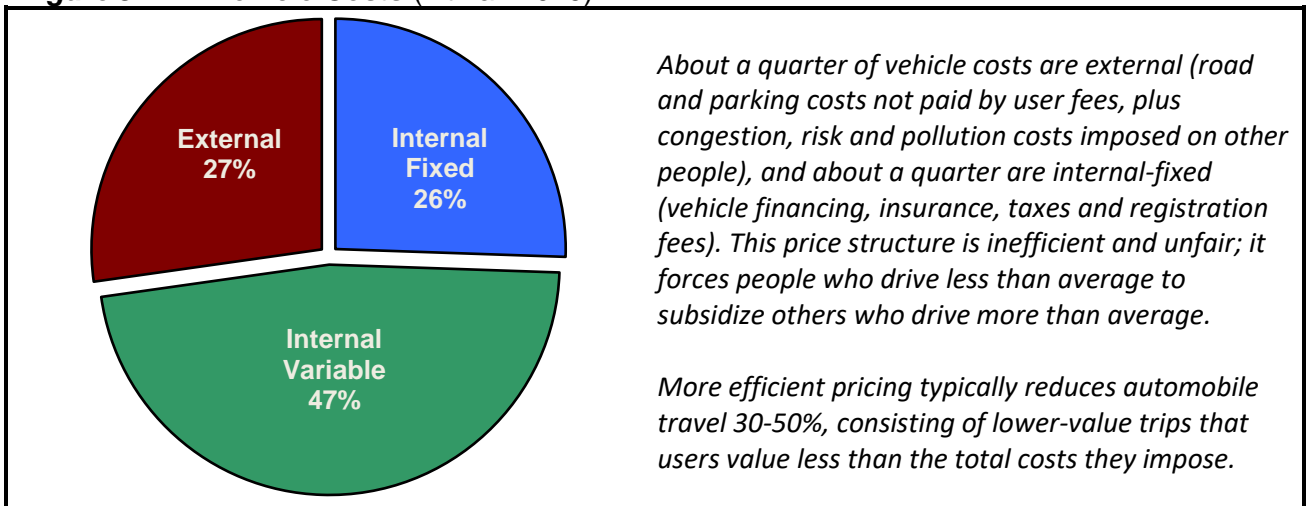 External
27%
Internal
Fixed
26%
Internal
Variable
47%
About a quarter of vehicle costs are external (road
and parking costs not paid by user fees, plus
congestion, risk and pollution costs imposed on other
people), and about a quarter are internal-fixed
(vehicle financing, insurance, taxes and registration
fees). This price structure is inefficient and unfair; it
forces people who drive less than average to
subsidize others who drive more than average.
More efficient pricing typically reduces automobile
travel 30-50%, consisting of lower-value trips that
users value less than the total costs they impose.